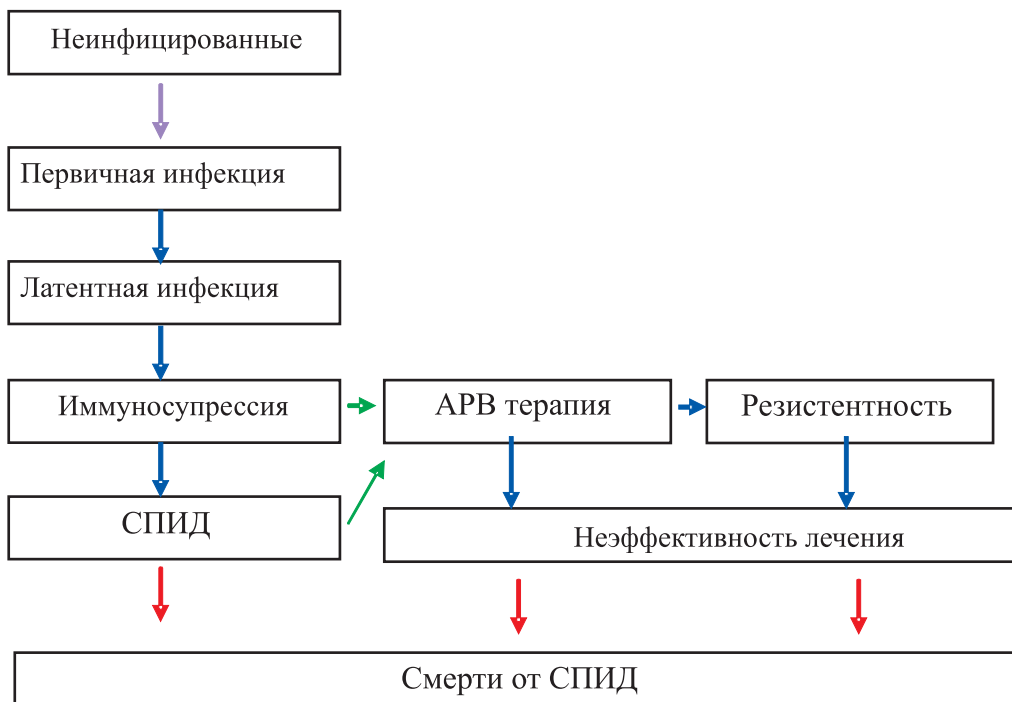 Неинфицированные
Первичная инфекция
Латентная инфекция
Иммуносупрессия
АРВ терапия
Резистентность
СПИД
Неэффективность лечения
Смерти от СПИД